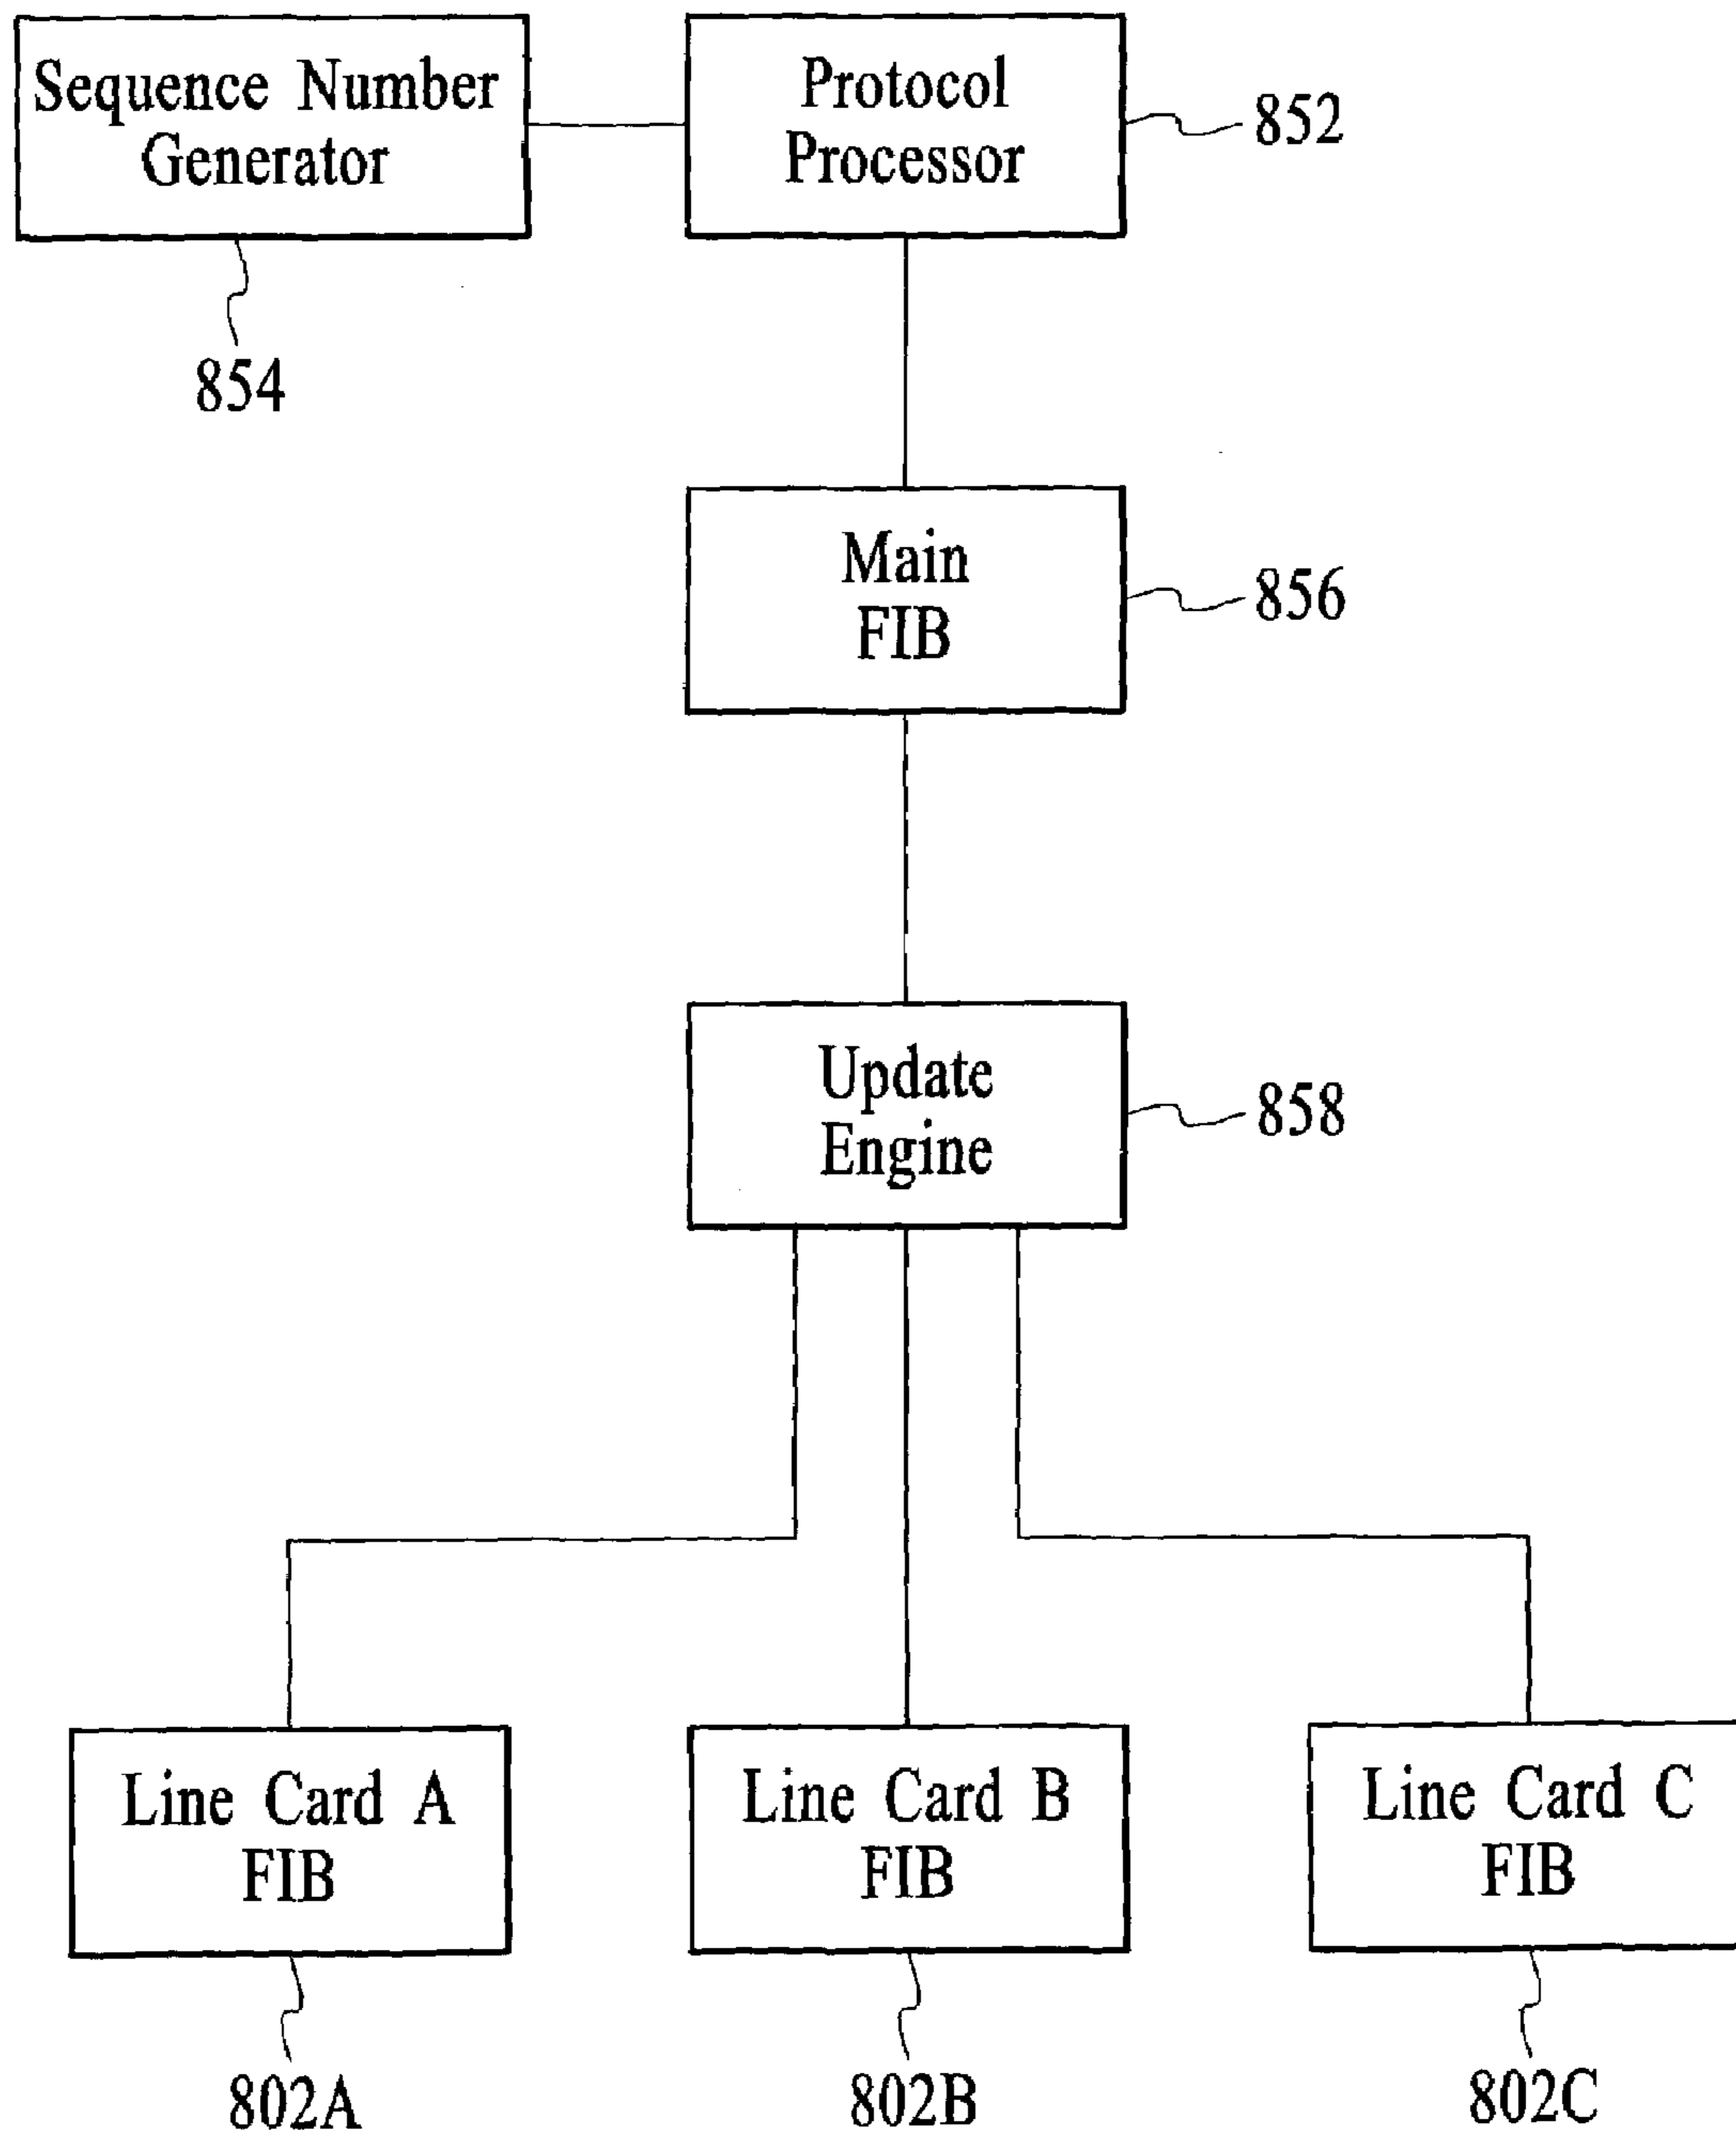 Sequence Number
Generator
Protocol
Processor
852
854
Main
FIB
856
Update
Engine
858
Line Card A
FIB
Line Card B
FIB
Line Card C
FIB
802A
802B
802C